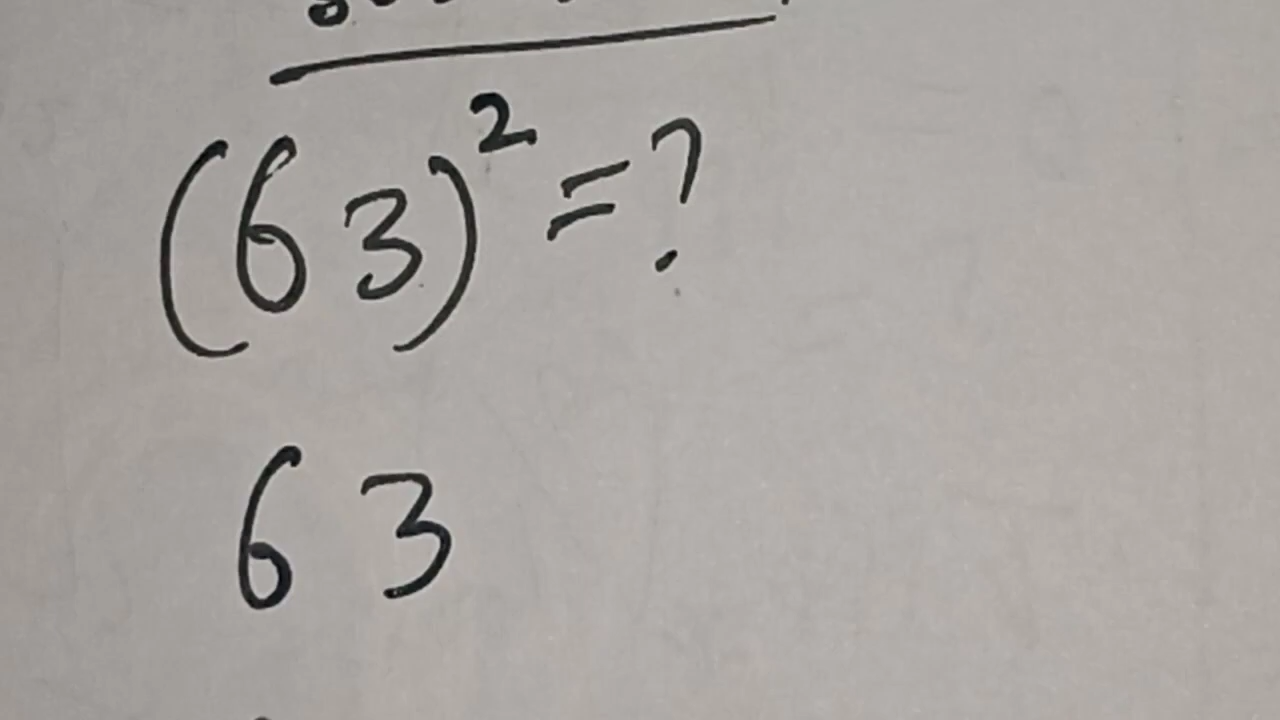 (63)² = ?
63